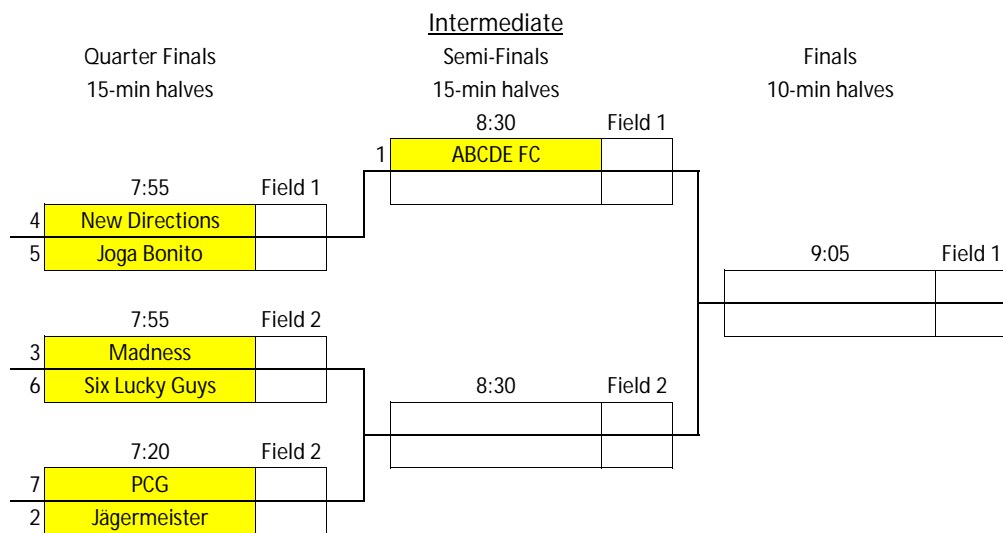 Intermediate
Quarter Finals Semi-Finals Finals
15-min halves 15-min halves 10-min halves
8:30 Field 1
1 ABCDE FC
7:55 Field 1
4 New Directions
5 Joga Bonito
9:05 Field 1
7:55 Field 2
3 Madness
6 Six Lucky Guys
8:30 Field 2
7:20 Field 2
7 PCG
2 Jägermeister